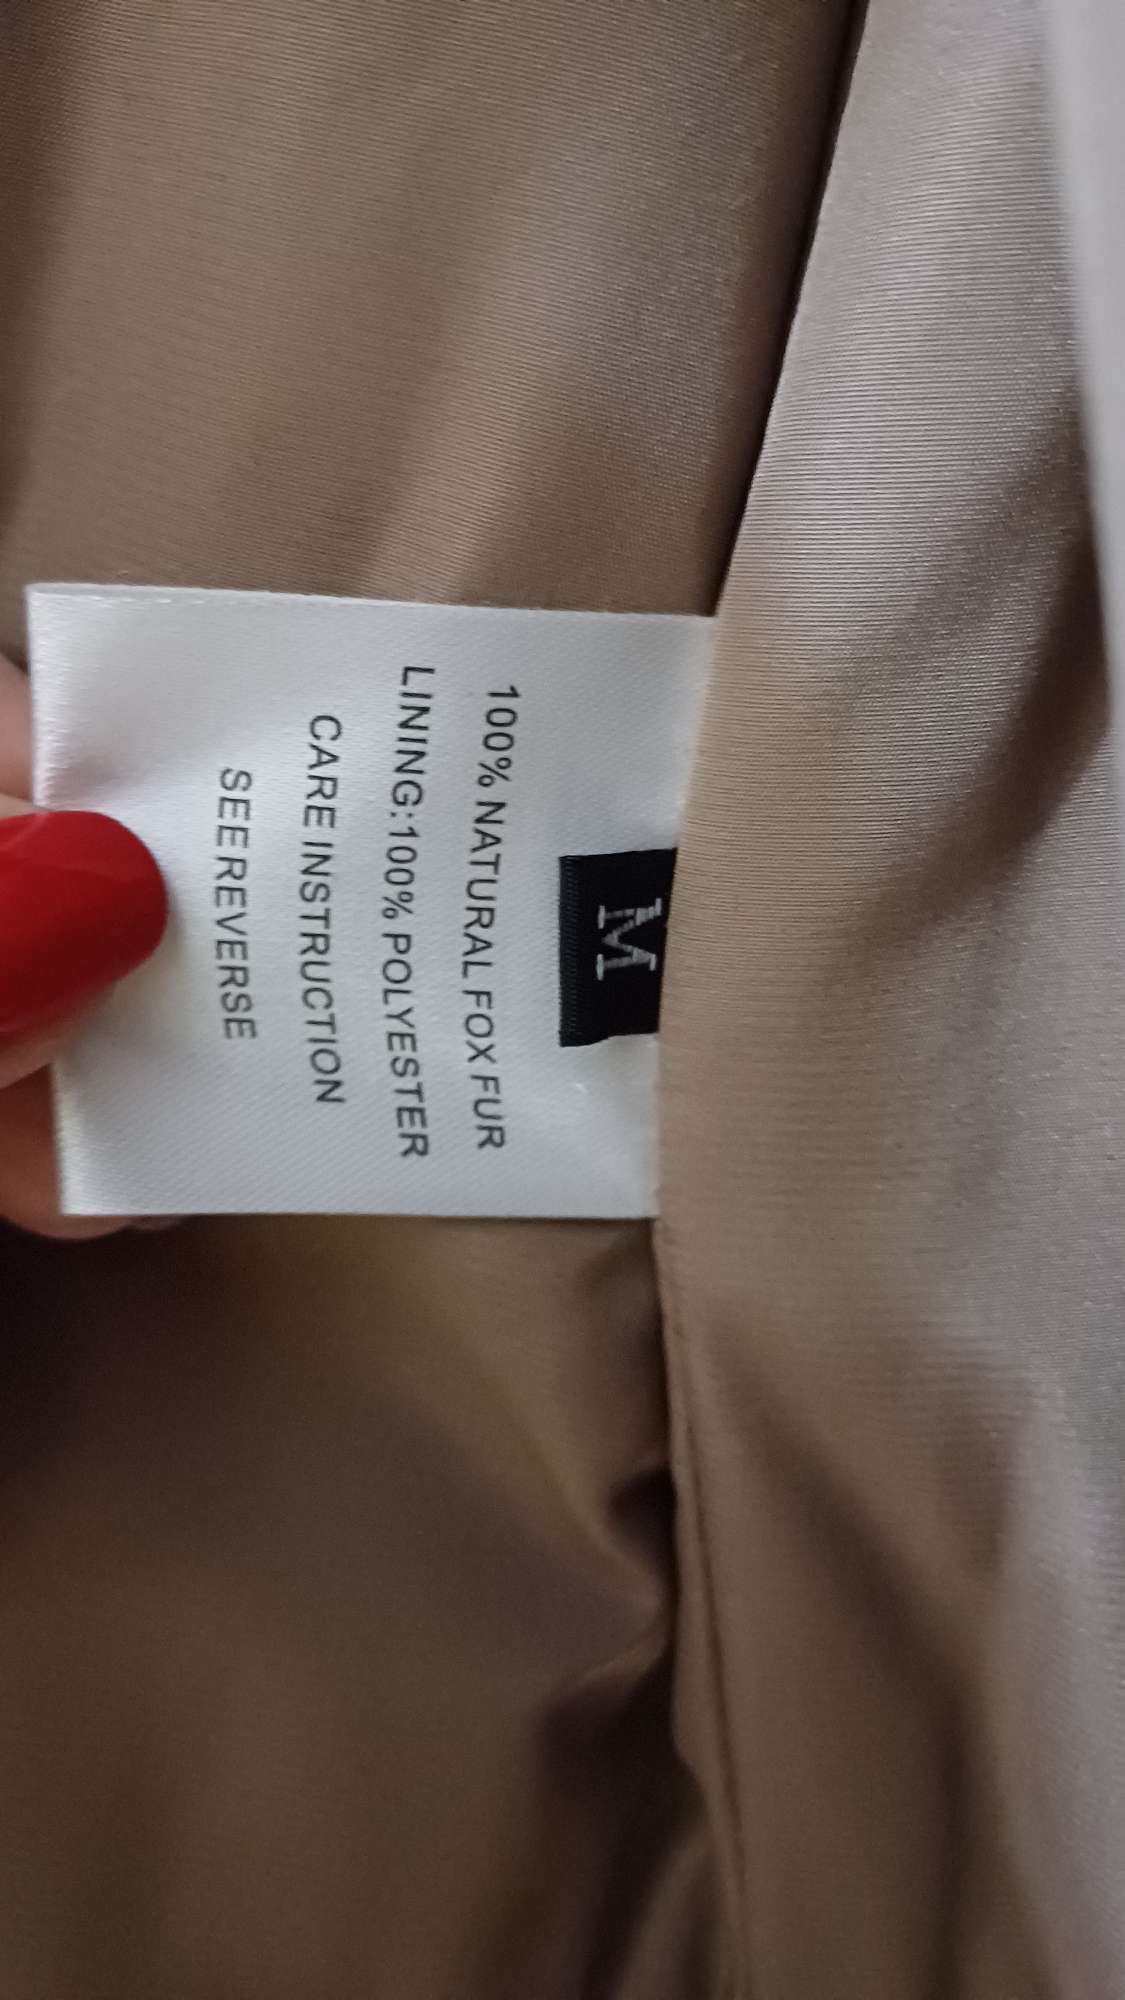 M
100% NATURAL FOX FUR
LINING:100% POLYESTER
CARE INSTRUCTION
SEE REVERSE